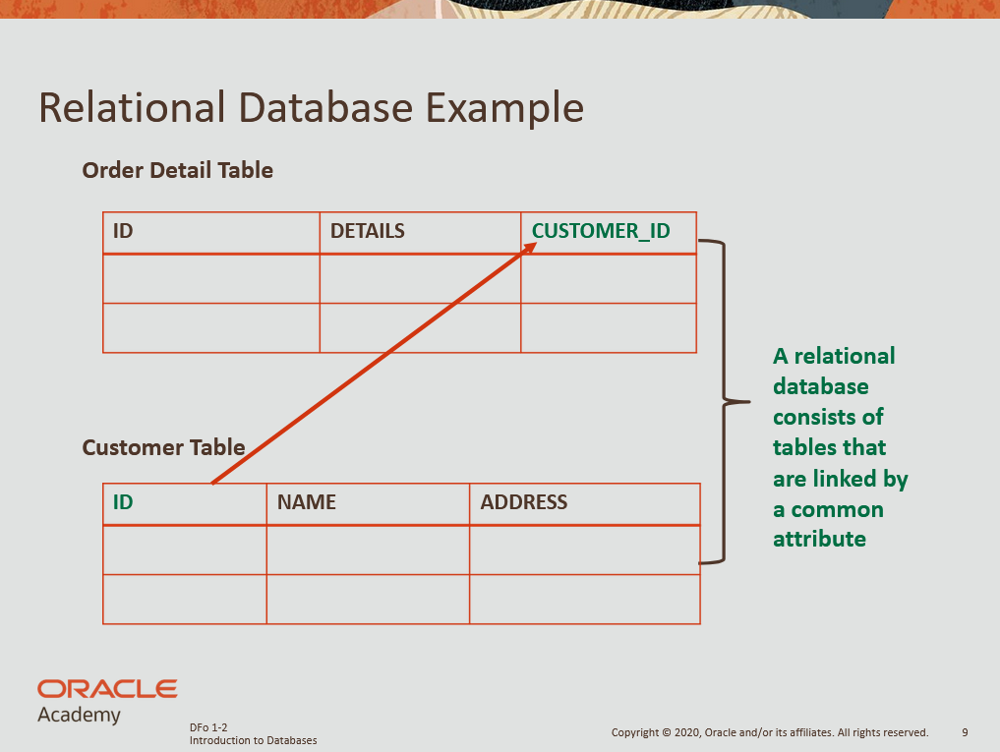 Relational Database Example
Order Detail Table
ID DETAILS CUSTOMER_ID
A relational
database
consists of
tables that
are linked by
a common
attribute
Customer Table
ID NAME ADDRESS
ORACLE
Academy
DFo 1-2
Introduction to Databases
Copyright © 2020, Oracle and/or its affiliates. All rights reserved. 9